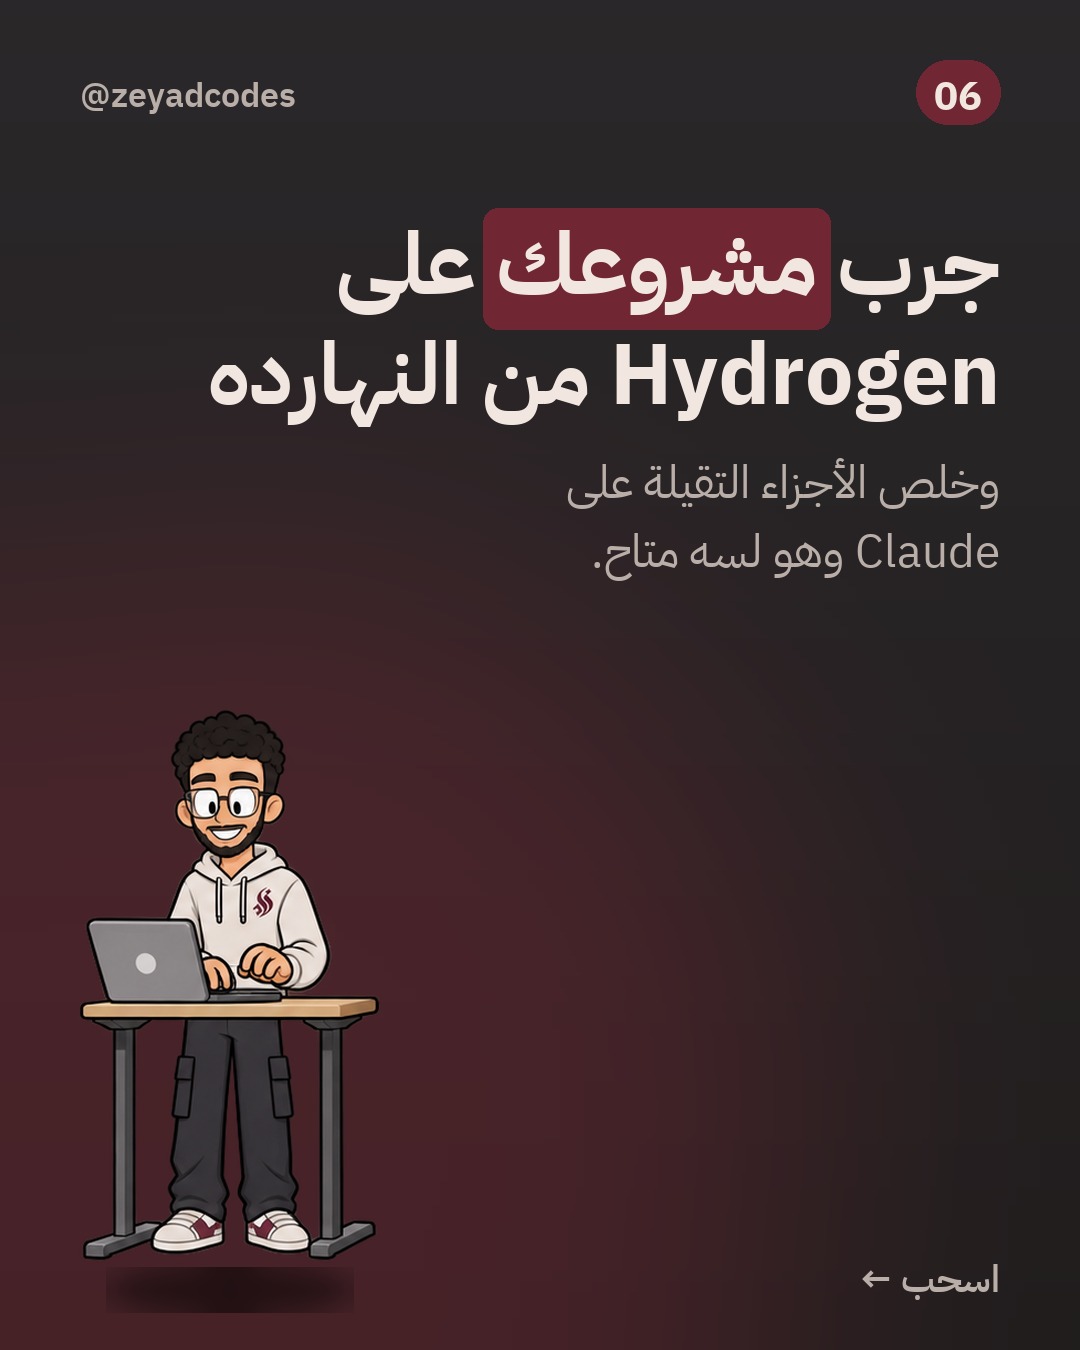 @zeyadcodes
06
جرب مشروعك على
Hydrogen من النهارده
وخلص الأجزاء التقيلة على
Claude وهو لسه متاح.
اسحب ←